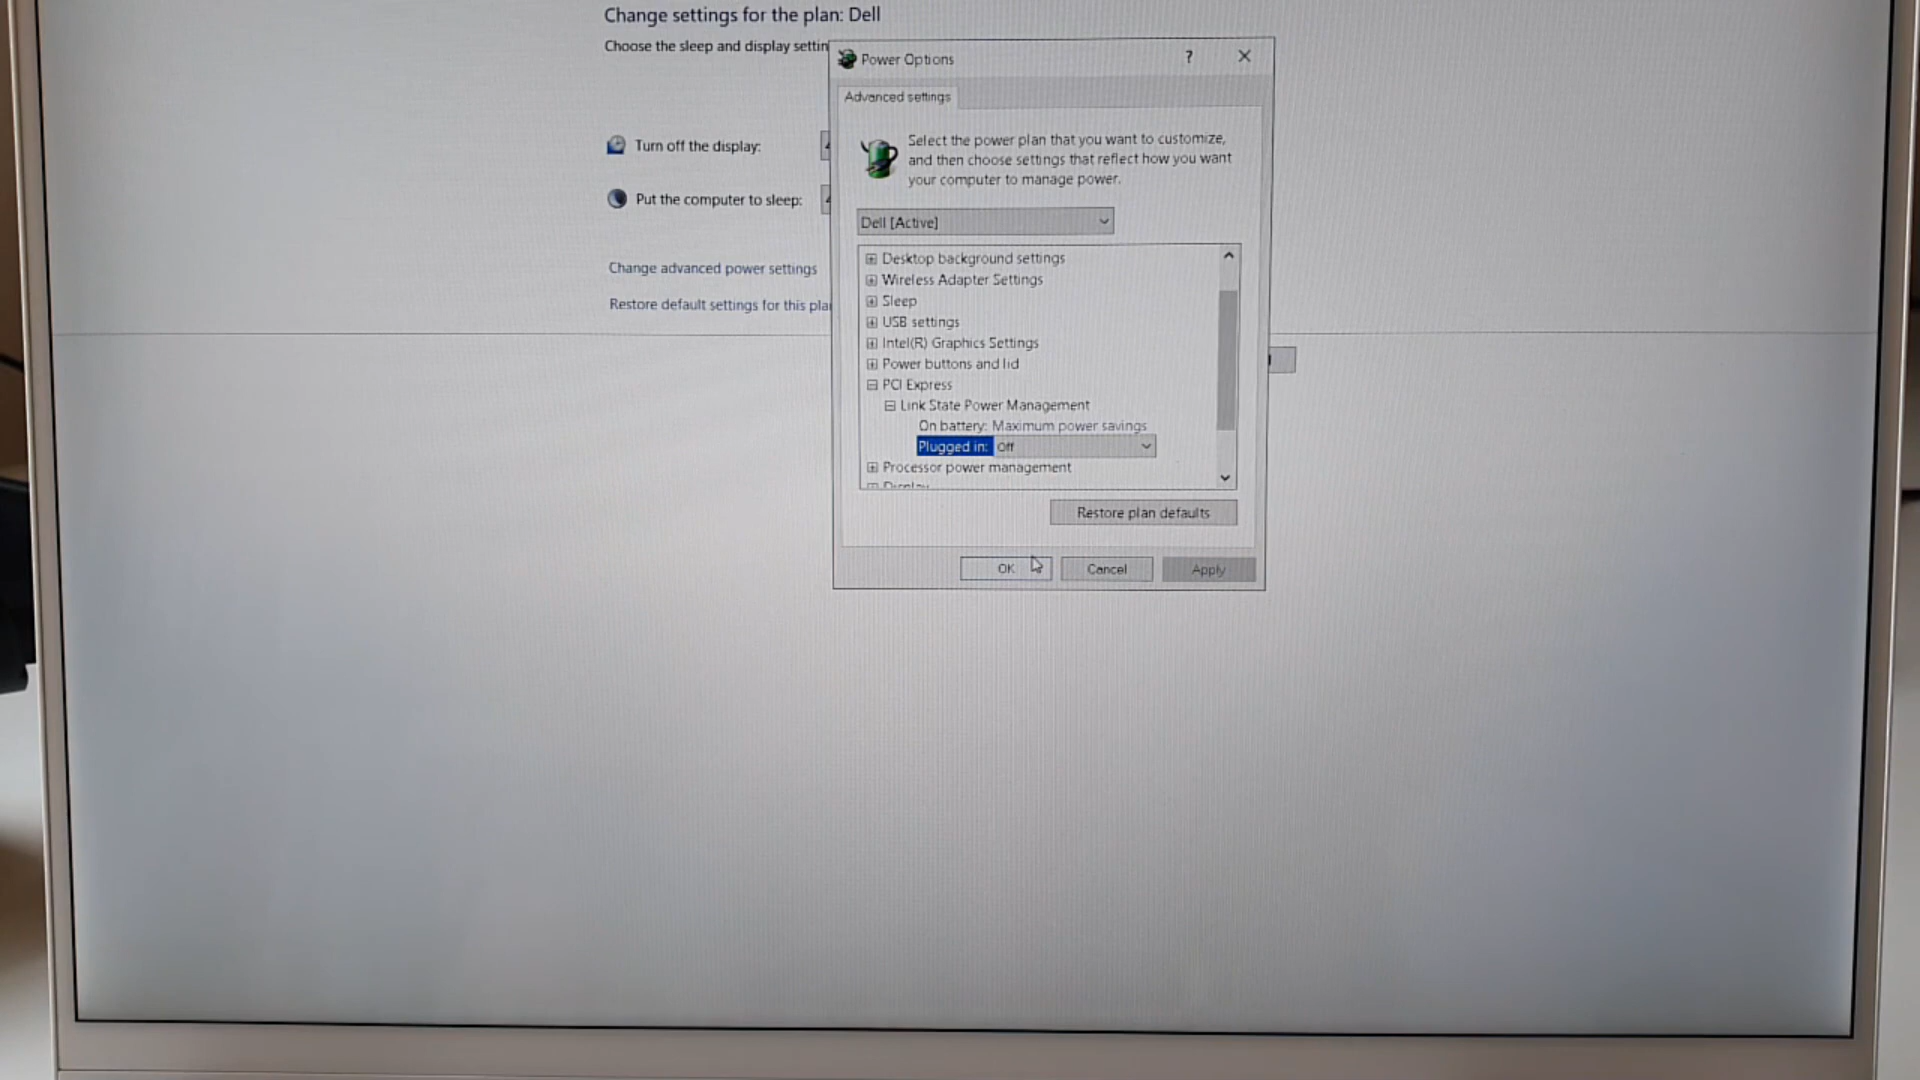 Change settings for the plan: Dell
Choose the sleep and display settin
Turn off the display:
Put the computer to sleep:
Change advanced power settings
Restore default settings for this pla
Power Options
?
Advanced settings
Select the power plan that you want to customize,
and then choose settings that reflect how you want
your computer to manage power.
Dell [Active]
Desktop background settings
Wireless Adapter Settings
Sleep
USB settings
Intel(R) Graphics Settings
Power buttons and lid
PCI Express
Link State Power Management
On battery: Maximum power savings
Plugged in: Off
Processor power management
Display
Restore plan defaults
OK
Cancel
Apply